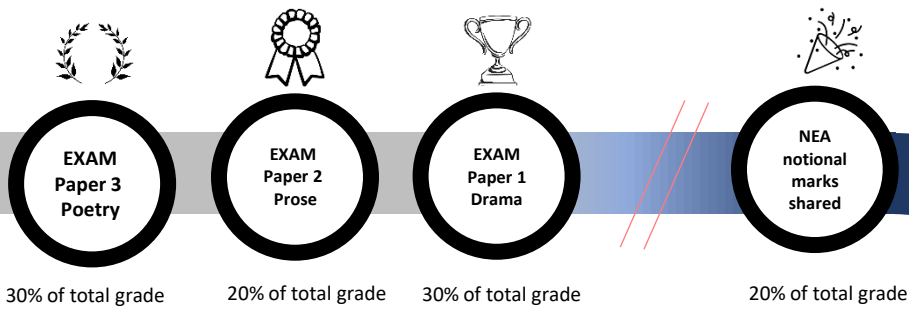 EXAM
Paper 3
Poetry
EXAM
Paper 2
Prose
EXAM
Paper 1
Drama
NEA
notional
marks
shared
30% of total grade
20% of total grade
30% of total grade
20% of total grade